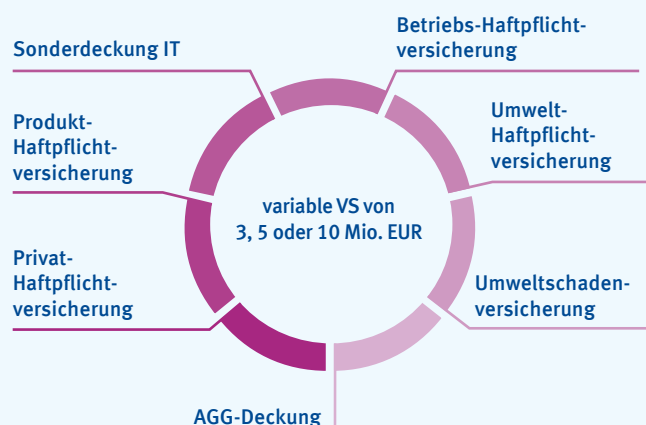 Sonderdeckung IT
Betriebs-Haftpflicht-
versicherung
Produkt-
Haftpflicht-
versicherung
Umwelt-
Haftpflicht-
versicherung
variable VS von
3, 5 oder 10 Mio. EUR
Privat-
Haftpflicht-
versicherung
Umweltschaden-
versicherung
AGG-Deckung